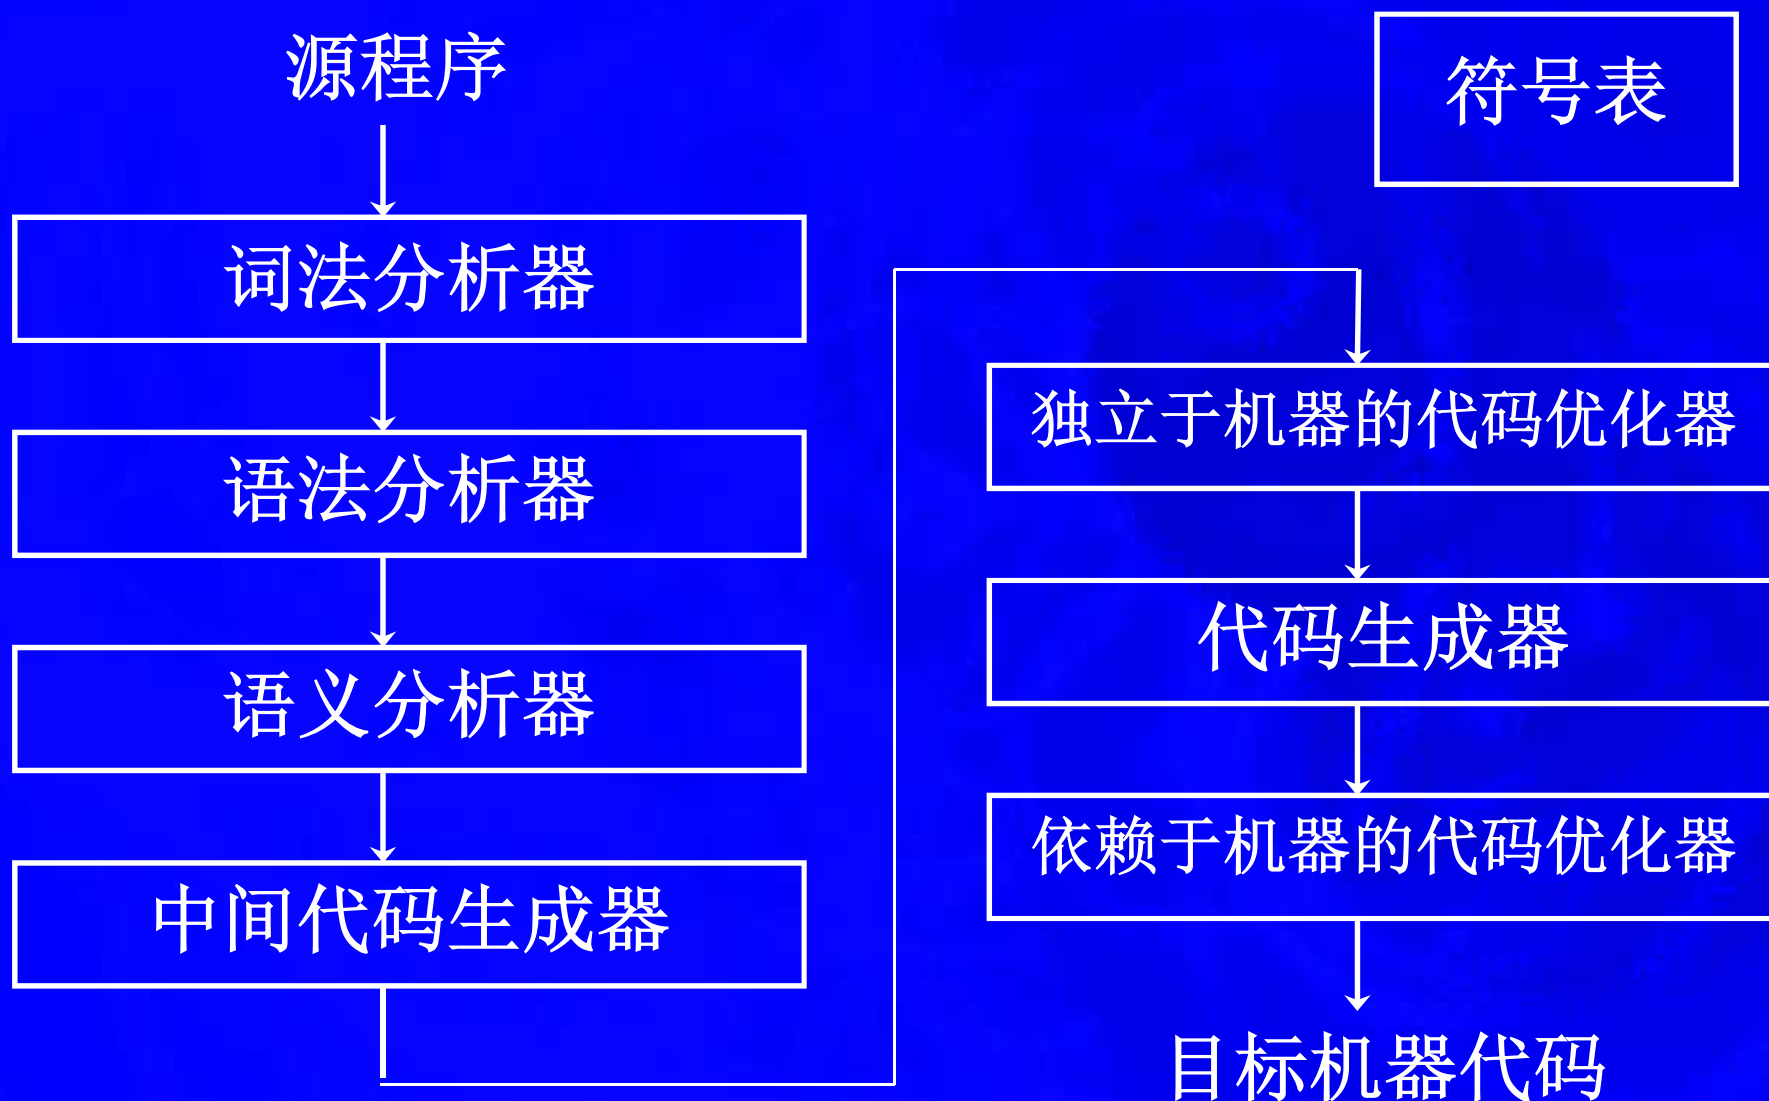 源程序
符号表
词法分析器
语法分析器
语义分析器
中间代码生成器
独立于机器的代码优化器
代码生成器
依赖于机器的代码优化器
目标机器代码